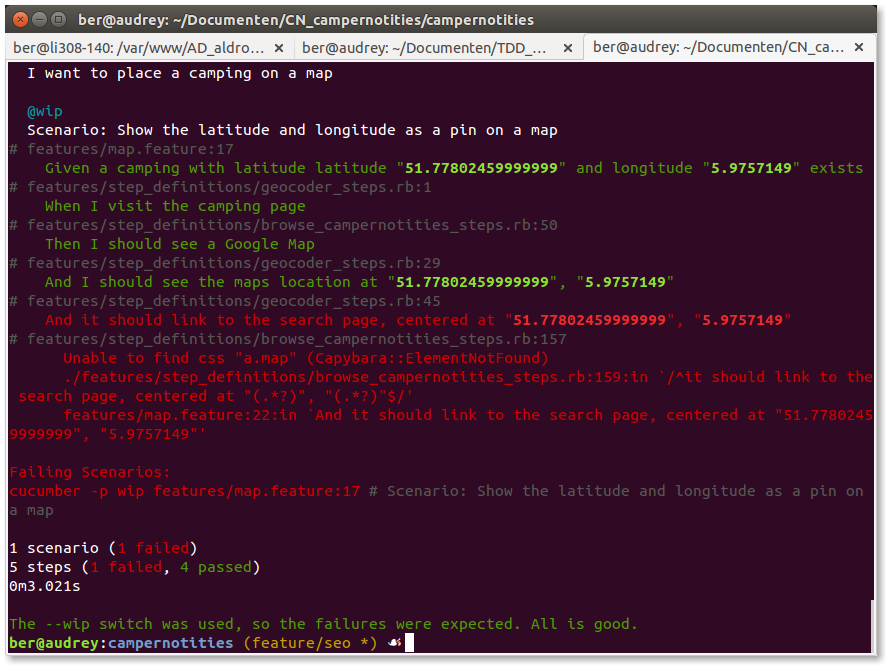 ber@audrey: ~/Documenten/CN_campernotities/campernotities
ber@li308-140: /var/www/AD_aldro... × ber@audrey: ~/Documenten/TDD_... × ber@audrey: ~/Documenten/CN_ca... ×
I want to place a camping on a map
@wip
Scenario: Show the latitude and longitude as a pin on a map
# features/map.feature:17
Given a camping with latitude latitude "51.77802459999999" and longitude "5.9757149" exists
# features/step_definitions/geocoder_steps.rb:1
When I visit the camping page
# features/step_definitions/browse_campernotities_steps.rb:50
Then I should see a Google Map
# features/step_definitions/geocoder_steps.rb:29
And I should see the maps location at "51.77802459999999", "5.9757149"
# features/step_definitions/geocoder_steps.rb:45
And it should link to the search page, centered at "51.77802459999999", "5.9757149"
# features/step_definitions/browse_campernotities_steps.rb:157
Unable to find css "a.map" (Capybara::ElementNotFound)
./features/step_definitions/browse_campernotities_steps.rb:159:in `/^it should link to the
search page, centered at "(.*?)", "(.*?)"$/'
features/map.feature:22:in `And it should link to the search page, centered at "51.7780245
9999999", "5.9757149"'
Failing Scenarios:
cucumber -p wip features/map.feature:17 # Scenario: Show the latitude and longitude as a pin on
a map
1 scenario (1 failed)
5 steps (1 failed, 4 passed)
0m3.021s
The --wip switch was used, so the failures were expected. All is good.
ber@audrey:campernotities (feature/seo *) ☙